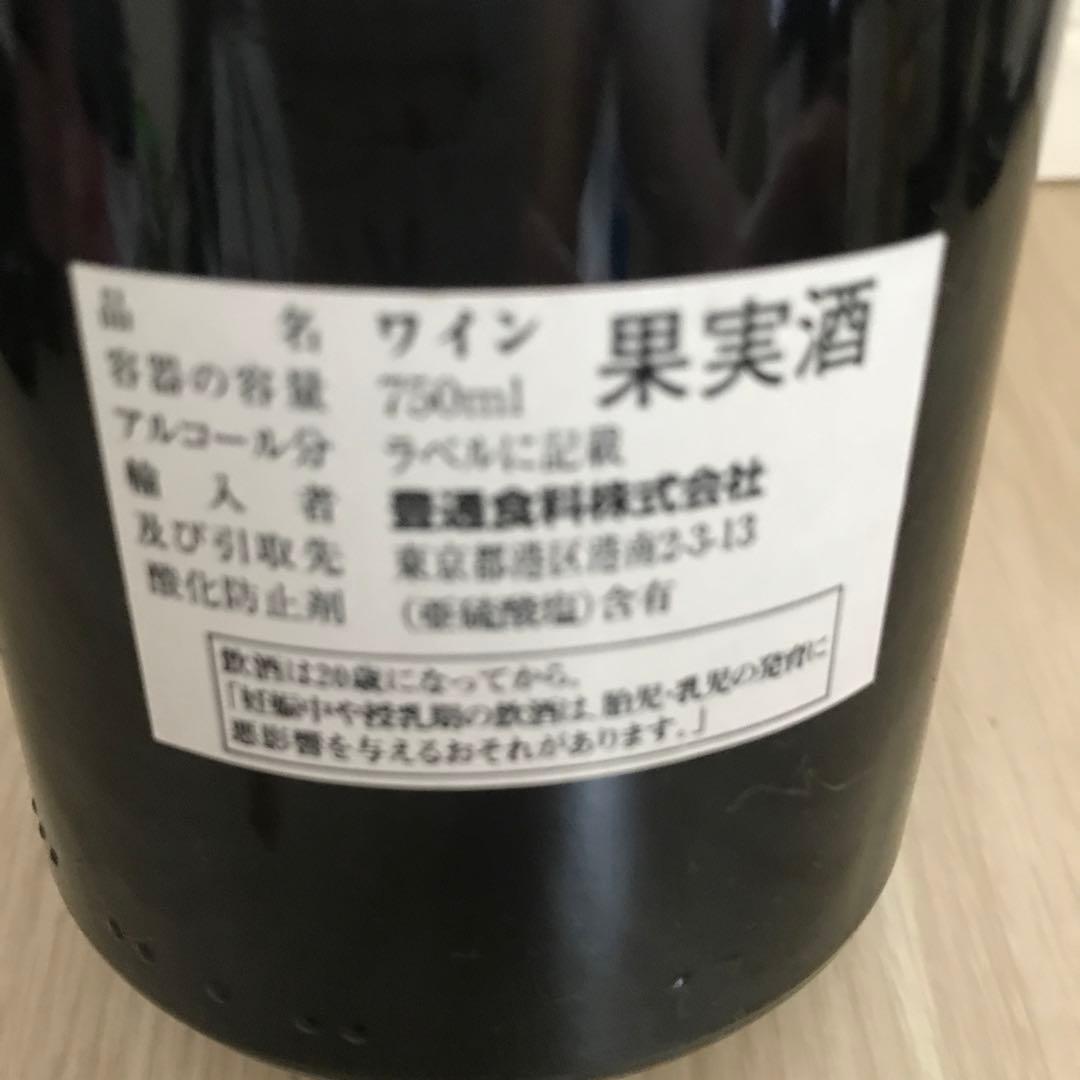 品名 ワイン 果実酒
容器の容量 750ml
アルコール分 ラベルに記載
輸入者 豊通食料株式会社
及び引取先 東京都港区港南2-3-13
酸化防止剤 (亜硫酸塩)含有
飲酒は20歳になってから。
「妊娠中や授乳期の飲酒は、胎児・乳児の発育に
悪影響を与えるおそれがあります。」